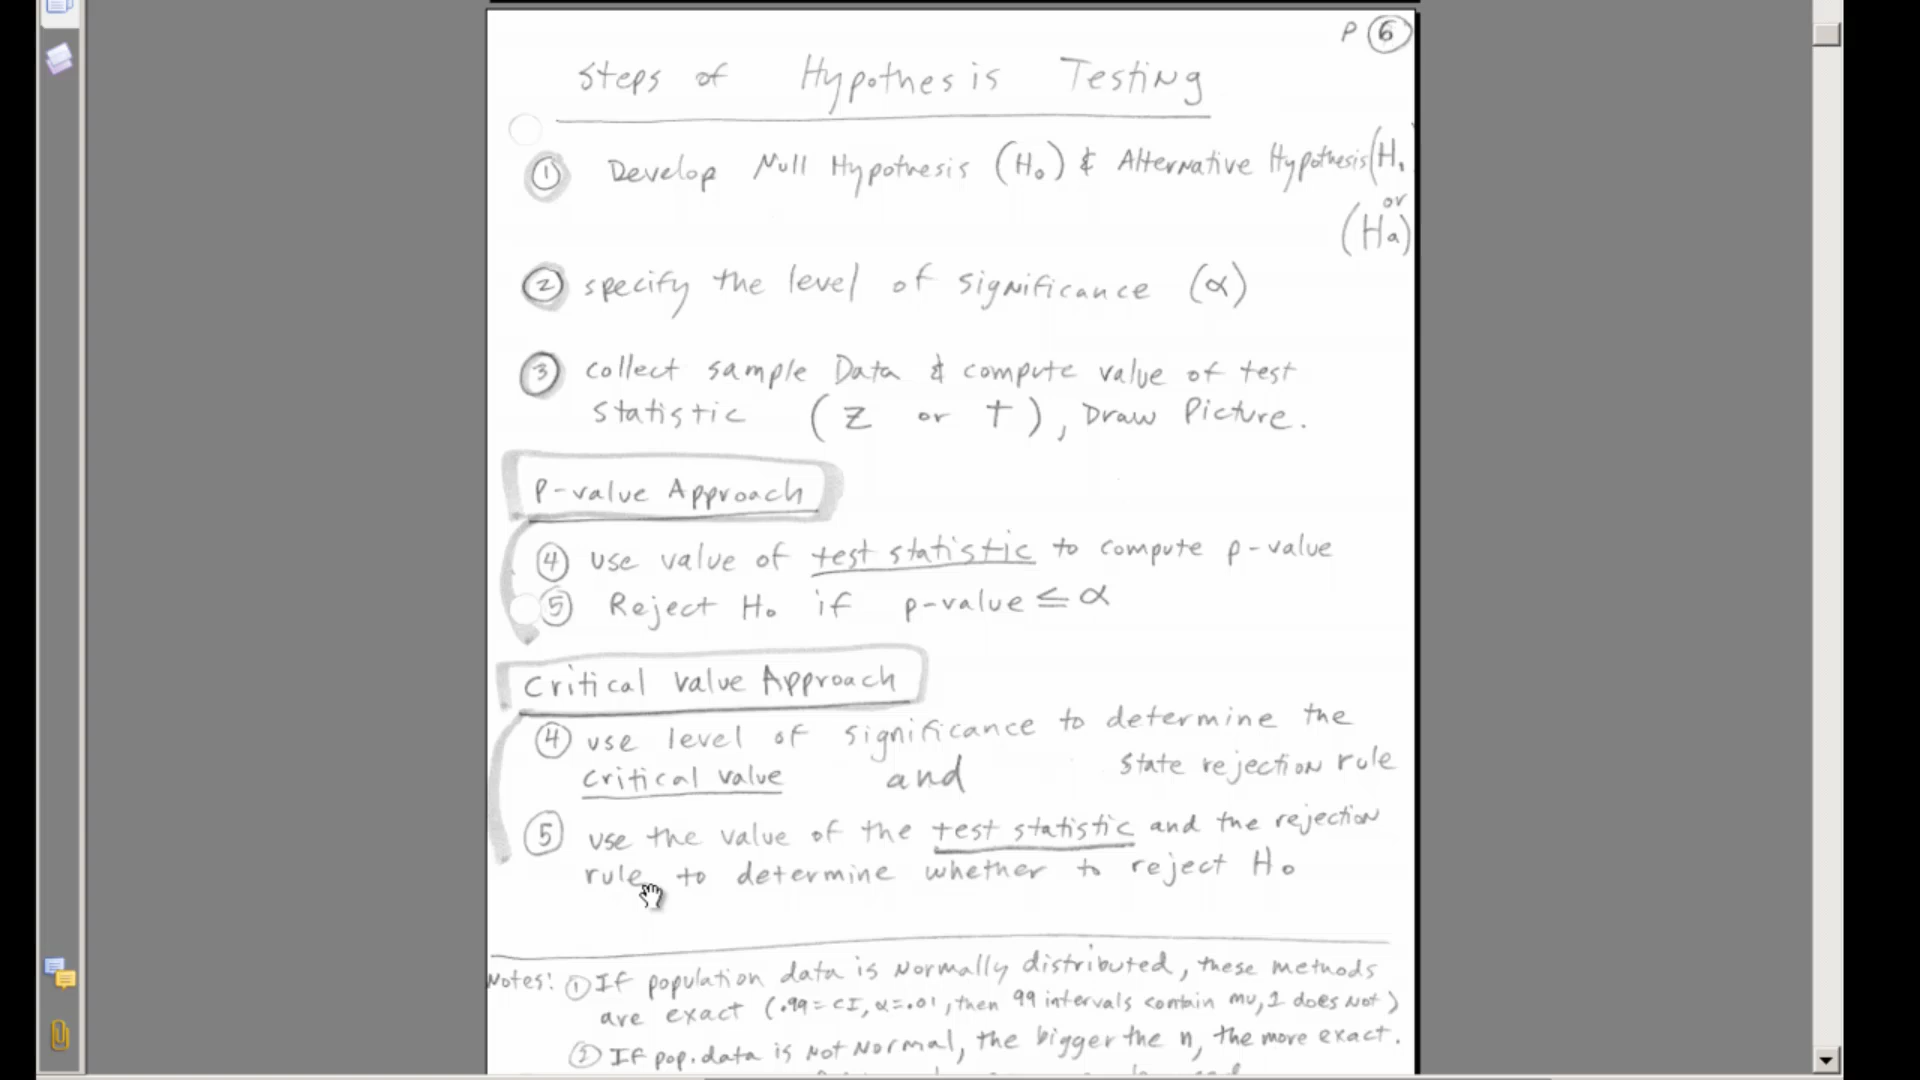 P 6
Steps of Hypothesis Testing
① Develop Null Hypothesis (H₀) & Alternative Hypothesis (H₁
or
(Ha)
② specify the level of significance (α)
③ collect sample Data & compute value of test
statistic (Z or T), Draw Picture.
P-value Approach
④ use value of test statistic to compute p-value
⑤ Reject H₀ if p-value ≤ α
Critical Value Approach
④ use level of significance to determine the
critical value and State rejection rule
⑤ use the value of the test statistic and the rejection
rule to determine whether to reject H₀
Notes: ① If population data is Normally distributed, these methods
are exact (.99 = CI, α = .01, then 99 intervals contain mu, 1 does Not)
② If pop. data is Not Normal, the bigger the n, the more exact.